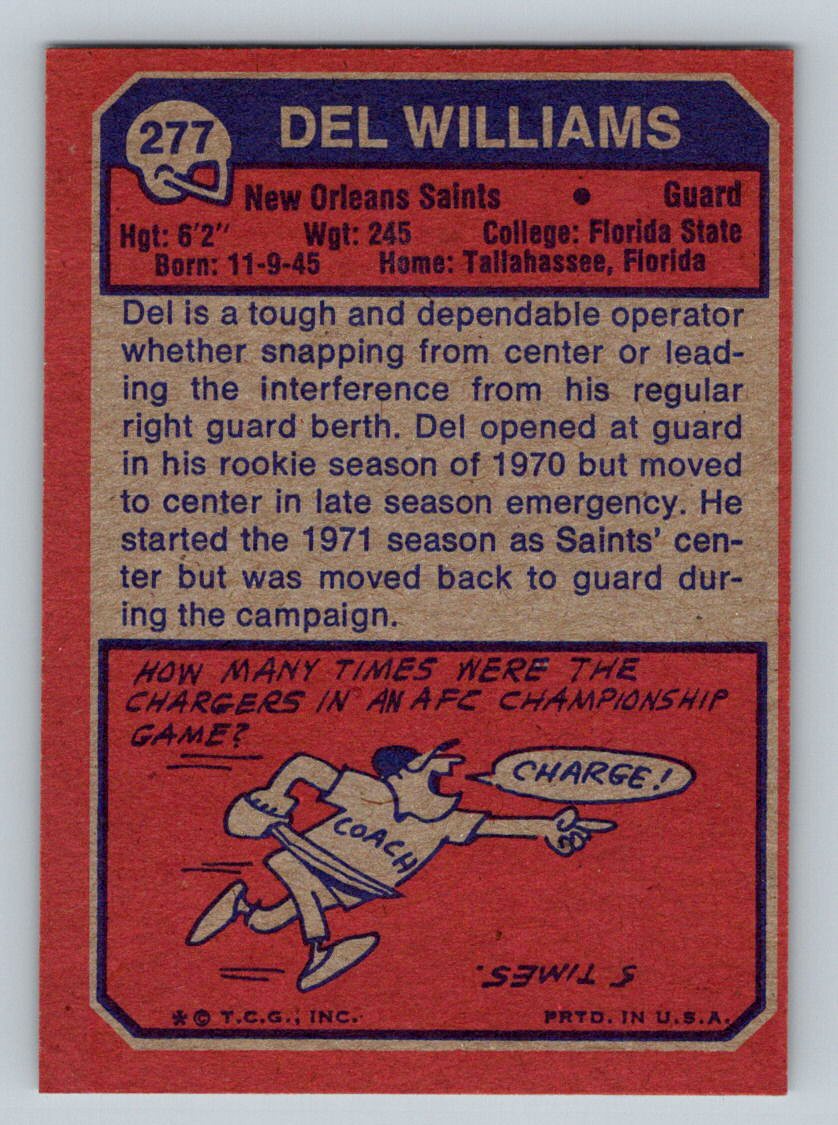 277
DEL WILLIAMS
New Orleans Saints • Guard
Hgt: 6'2" Wgt: 245 College: Florida State
Born: 11-9-45 Home: Tallahassee, Florida
Del is a tough and dependable operator
whether snapping from center or lead-
ing the interference from his regular
right guard berth. Del opened at guard
in his rookie season of 1970 but moved
to center in late season emergency. He
started the 1971 season as Saints' cen-
ter but was moved back to guard dur-
ing the campaign.
HOW MANY TIMES WERE THE
CHARGERS IN AN AFC CHAMPIONSHIP
GAME?
CHARGE!
COACH
5 TIMES.
* © T.C.G., INC. PRTD. IN U.S.A.